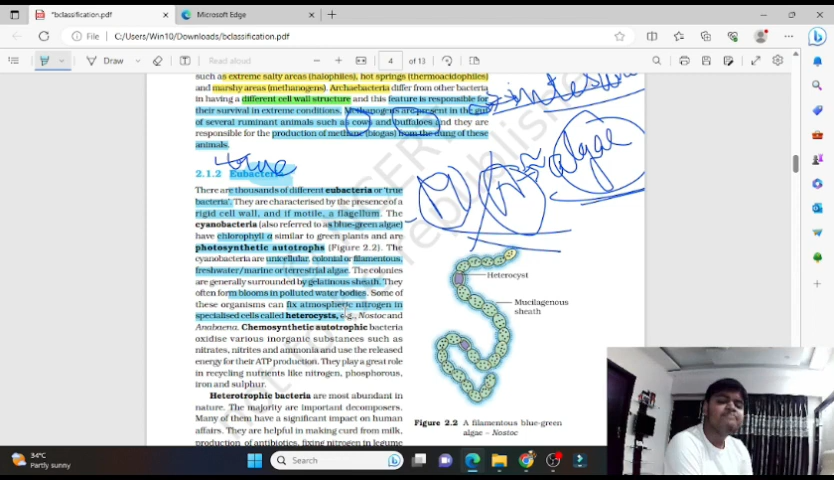 *bclassification.pdf
Microsoft Edge
File C:/Users/Win10/Downloads/bclassification.pdf
Draw
Read aloud
4 of 13
such as extreme salty areas (halophiles), hot springs (thermoacidophiles)
and marshy areas (methanogens). Archaebacteria differ from other bacteria
in having a different cell wall structure and this feature is responsible for
their survival in extreme conditions. Methanogens are present in the gut
of several ruminant animals such as cows and buffaloes and they are
responsible for the production of methane (biogas) from the dung of these
animals.
true
algae
2.1.2 Eubacteria
There are thousands of different eubacteria or 'true
bacteria'. They are characterised by the presence of a
rigid cell wall, and if motile, a flagellum. The
cyanobacteria (also referred to as blue-green algae)
have chlorophyll a similar to green plants and are
photosynthetic autotrophs (Figure 2.2). The
cyanobacteria are unicellular, colonial or filamentous,
freshwater/marine or terrestrial algae. The colonies
are generally surrounded by gelatinous sheath. They
often form blooms in polluted water bodies. Some of
these organisms can fix atmospheric nitrogen in
specialised cells called heterocysts, e.g., Nostoc and
Anabaena. Chemosynthetic autotrophic bacteria
oxidise various inorganic substances such as
nitrates, nitrites and ammonia and use the released
energy for their ATP production. They play a great role
in recycling nutrients like nitrogen, phosphorous,
iron and sulphur.
Heterotrophic bacteria are most abundant in
nature. The majority are important decomposers.
Many of them have a significant impact on human
affairs. They are helpful in making curd from milk,
production of antibiotics, fixing nitrogen in legume
Heterocyst
Mucilagenous
sheath
Figure 2.2 A filamentous blue-green
algae – Nostoc
34°C
Partly sunny
Search